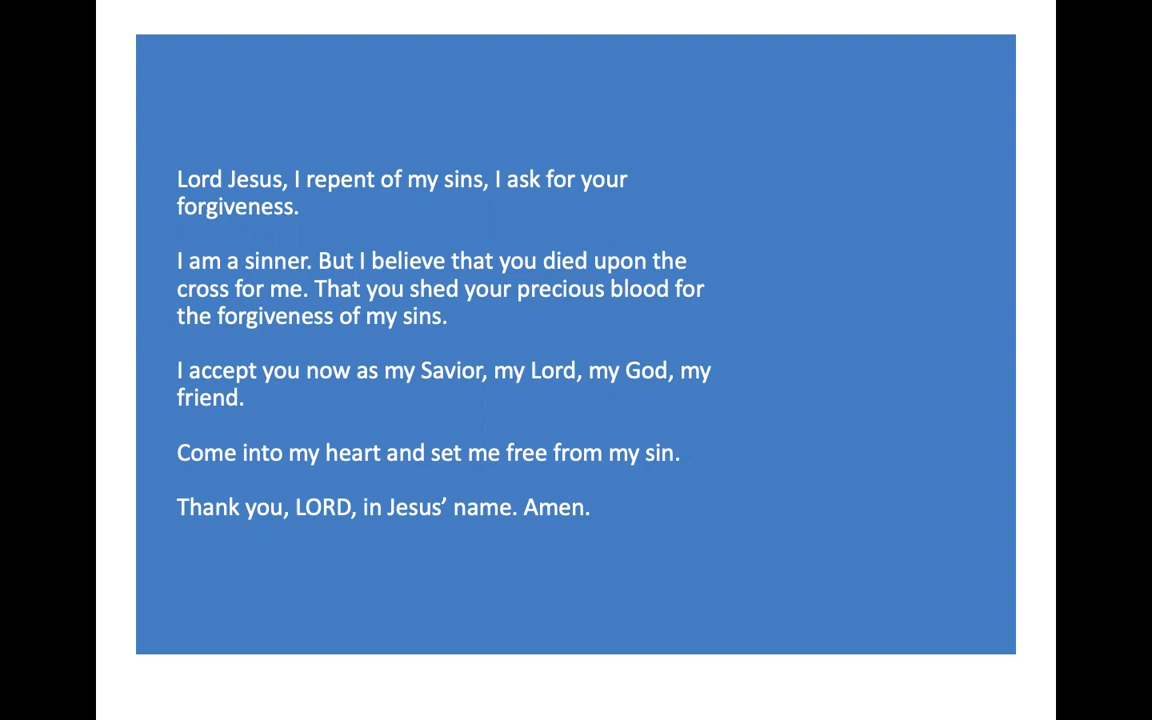 Lord Jesus, I repent of my sins, I ask for your
forgiveness.
I am a sinner. But I believe that you died upon the
cross for me. That you shed your precious blood for
the forgiveness of my sins.
I accept you now as my Savior, my Lord, my God, my
friend.
Come into my heart and set me free from my sin.
Thank you, LORD, in Jesus’ name. Amen.